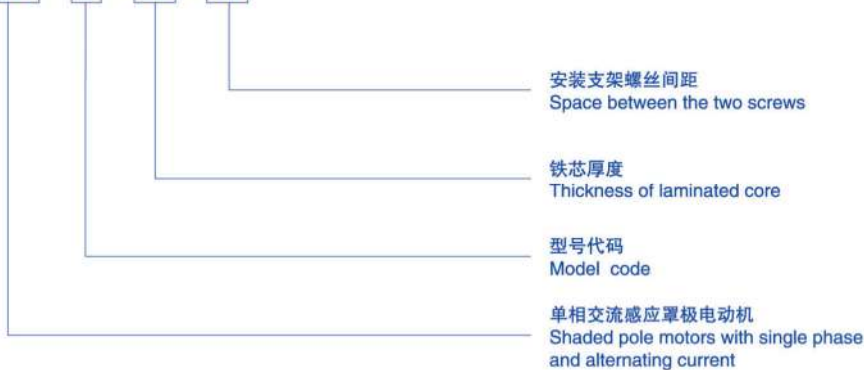 安装支架螺丝间距
Space between the two screws
铁芯厚度
Thickness of laminated core
型号代码
Model code
单相交流感应罩极电动机
Shaded pole motors with single phase
and alternating current